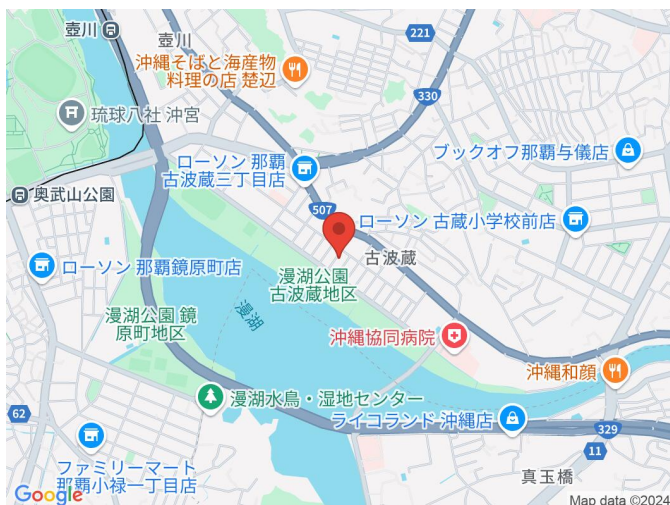 壺川
壺川
沖縄そばと海産物
料理の店 楚辺
221
330
琉球八社 沖宮
ローソン 那覇
古波蔵三丁目店
ブックオフ那覇与儀店
奥武山公園
507
ローソン 古蔵小学校前店
古波蔵
ローソン 那覇鏡原町店
漫湖公園
古波蔵地区
漫湖公園 鏡
原町地区
漫湖
沖縄協同病院
沖縄和顔
漫湖水鳥・湿地センター
ライコランド 沖縄店
62
329
11
ファミリーマート
那覇小禄一丁目店
真玉橋
Google
Map data ©2024